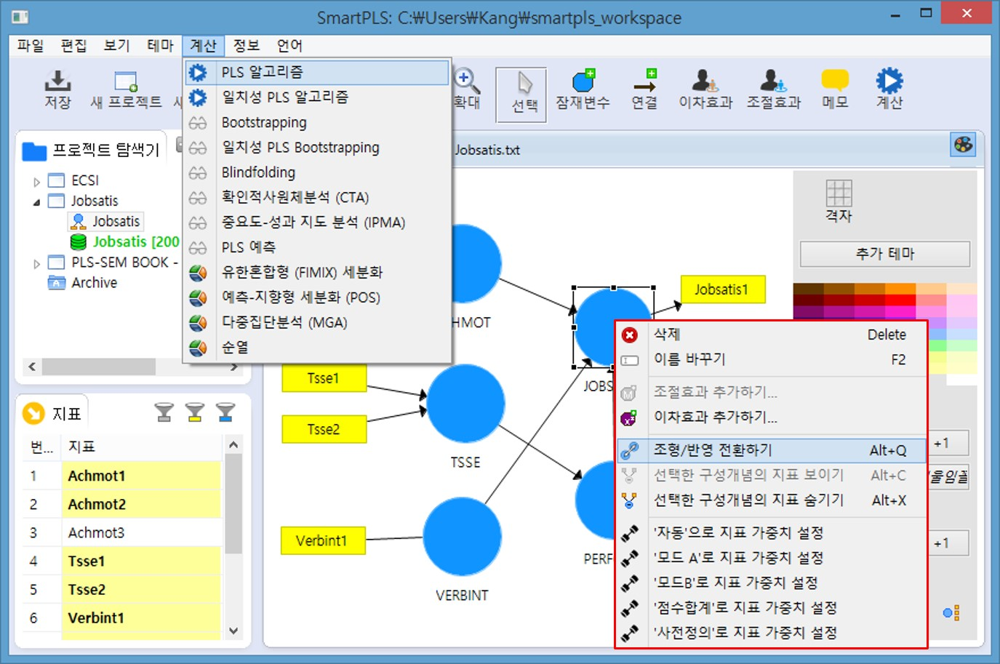 SmartPLS: C:₩Users₩Kang₩smartpls_workspace
파일 편집 보기 테마 계산 정보 언어
저장 새 프로젝트
확대 선택 잠재변수 연결 이차효과 조절효과 메모 계산
PLS 알고리즘
일치성 PLS 알고리즘
Bootstrapping
일치성 PLS Bootstrapping
Blindfolding
확인적사원체분석 (CTA)
중요도-성과 지도 분석 (IPMA)
PLS 예측
유한혼합형 (FIMIX) 세분화
예측-지향형 세분화 (POS)
다중집단분석 (MGA)
순열
프로젝트 탐색기
ECSI
Jobsatis
Jobsatis
Jobsatis [200
PLS-SEM BOOK -
Archive
지표
번... 지표
1 Achmot1
2 Achmot2
3 Achmot3
4 Tsse1
5 Tsse2
6 Verbint1
Jobsatis.txt
HMOT
Jobsatis1
JOBS
Tsse1
Tsse2
TSSE
Verbint1
VERBINT
PERF
격자
추가 테마
+1
+1
삭제 Delete
이름 바꾸기 F2
조절효과 추가하기...
이차효과 추가하기...
조형/반영 전환하기 Alt+Q
선택한 구성개념의 지표 보이기 Alt+C
선택한 구성개념의 지표 숨기기 Alt+X
'자동'으로 지표 가중치 설정
'모드 A'로 지표 가중치 설정
'모드B'로 지표 가중치 설정
'점수합계'로 지표 가중치 설정
'사전정의'로 지표 가중치 설정